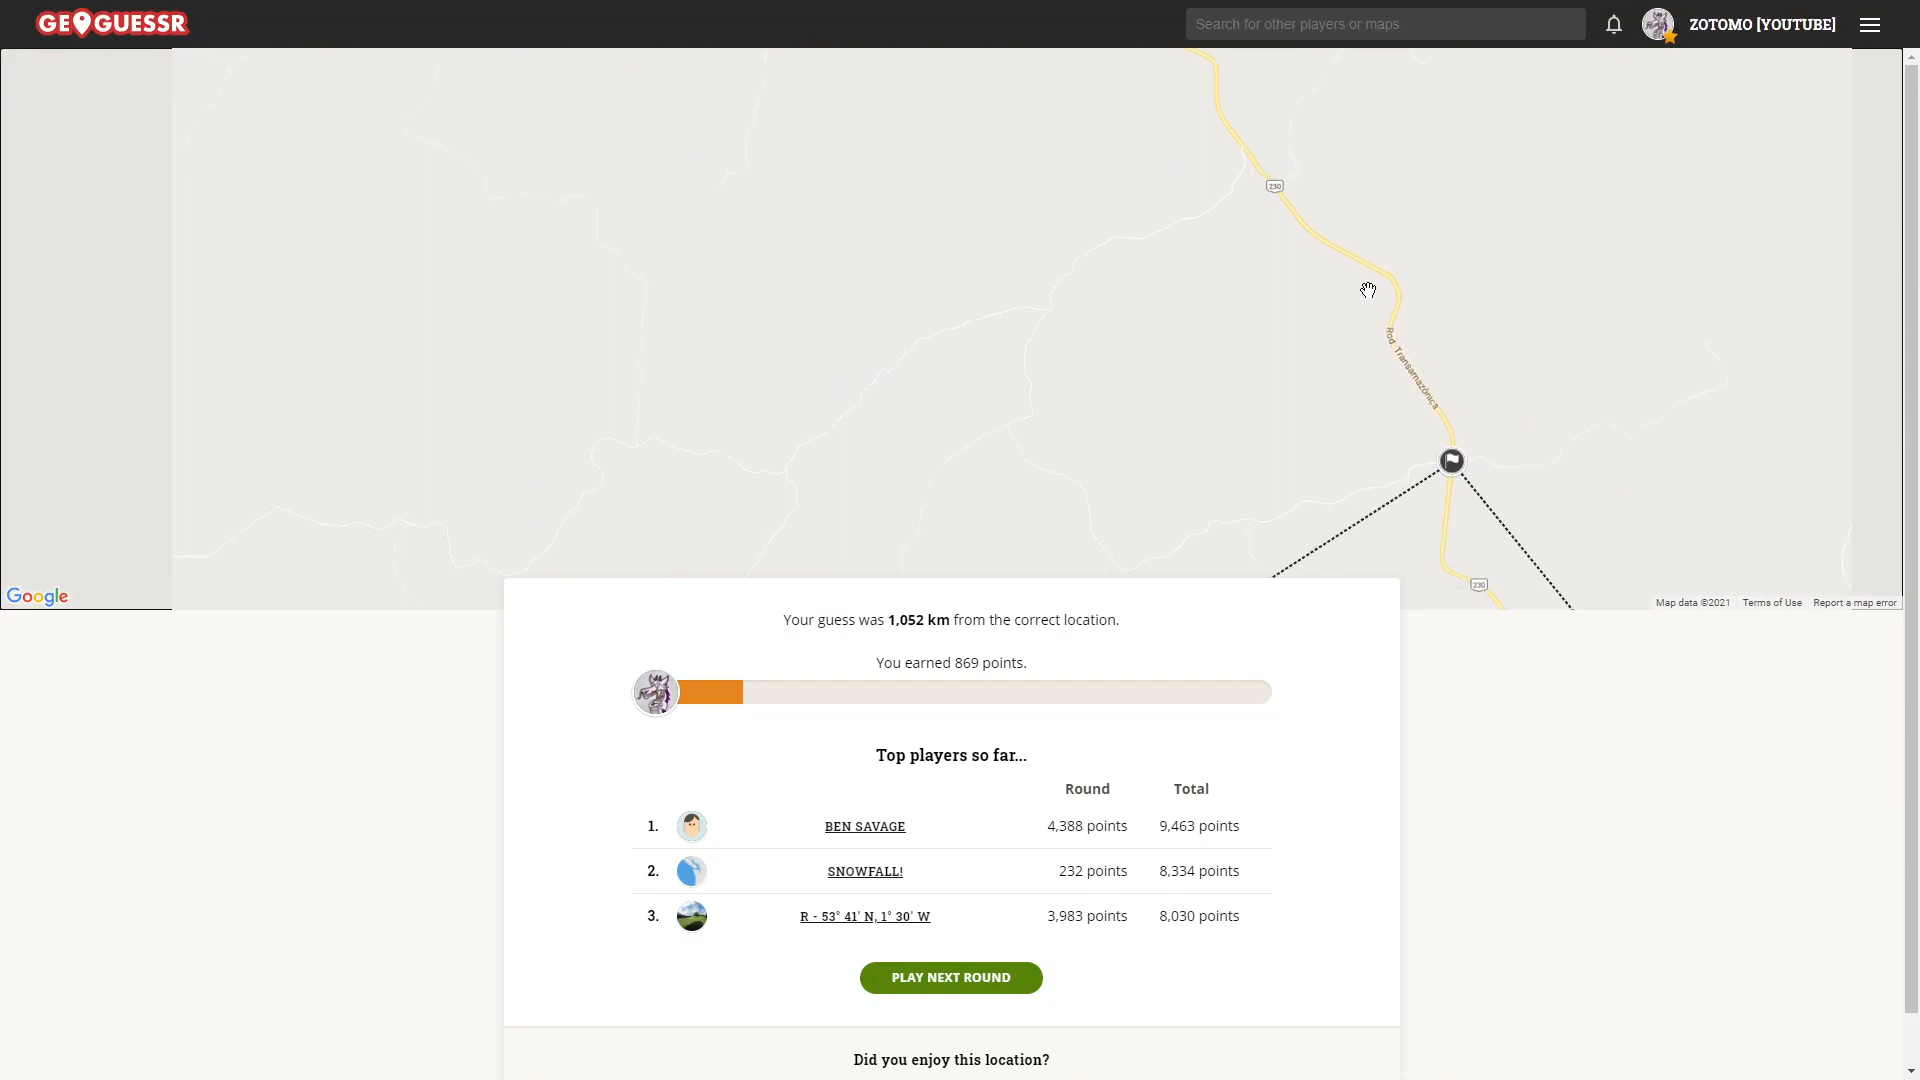 GEOGUESSR
Search for other players or maps
ZOTOMO [YOUTUBE]
230
Rod. Transamazônica
230
Google
Map data ©2021 Terms of Use Report a map error
Your guess was 1,052 km from the correct location.
You earned 869 points.
Top players so far...
Round Total
1. BEN SAVAGE 4,388 points 9,463 points
2. SNOWFALL! 232 points 8,334 points
3. R - 53° 41' N, 1° 30' W 3,983 points 8,030 points
PLAY NEXT ROUND
Did you enjoy this location?